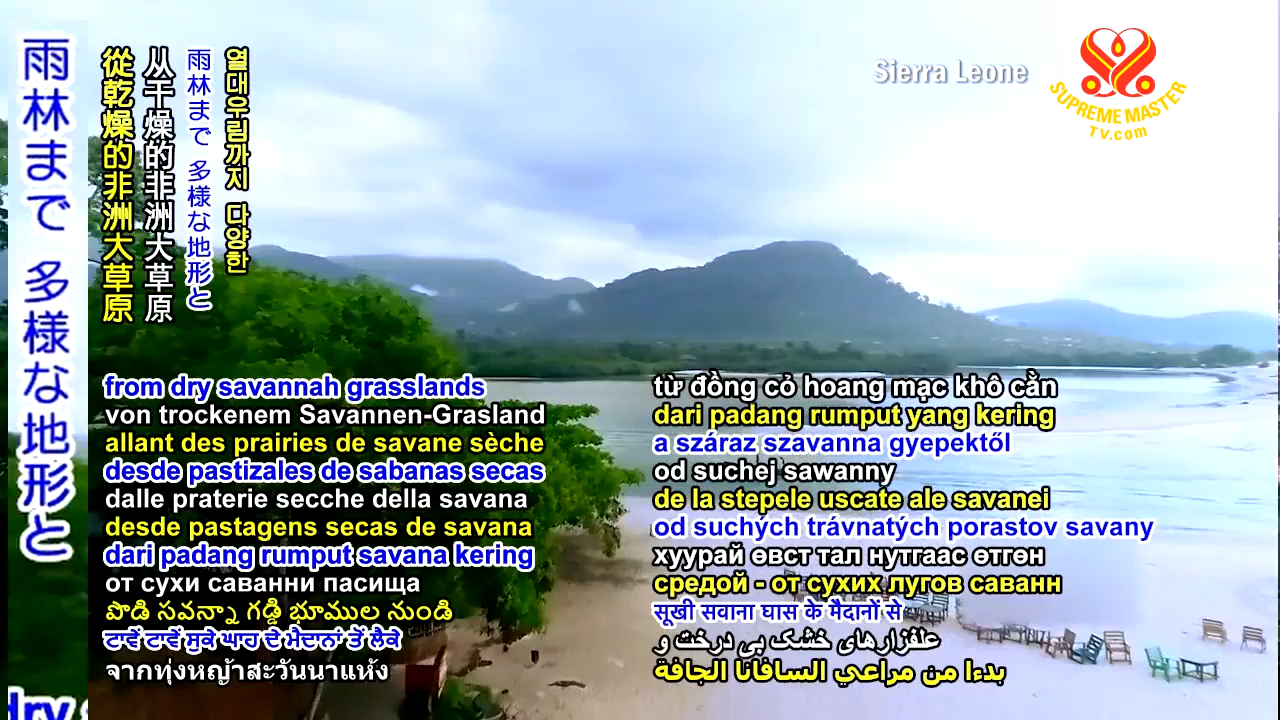 雨林まで 多様な地形と
從乾燥的非洲大草原
从干燥的非洲大草原
雨林まで 多様な地形と
열대우림까지 다양한
Sierra Leone
SUPREME MASTER
TV.com
from dry savannah grasslands
von trockenem Savannen-Grasland
allant des prairies de savane sèche
desde pastizales de sabanas secas
dalle praterie secche della savana
desde pastagens secas de savana
dari padang rumput savana kering
от сухи саванни пасища
పొడి సవన్నా గడ్డి భూముల నుండి
ਟਾਵੇਂ ਟਾਵੇਂ ਸੁਕੇ ਘਾਹ ਦੇ ਮੈਦਾਨਾਂ ਤੋਂ ਲੈਕੇ
จากทุ่งหญ้าสะวันนาแห้ง
từ đồng cỏ hoang mạc khô cằn
dari padang rumput yang kering
a száraz szavanna gyepektől
od suchej sawanny
de la stepele uscate ale savanei
od suchých trávnatých porastov savany
хуурай өвст тал нутгаас өтгөн
средой - от сухих лугов саванн
सूखी सवाना घास के मैदानों से
علفزارهای خشک بی درخت و
بدءا من مراعي السافانا الجافة
dry s